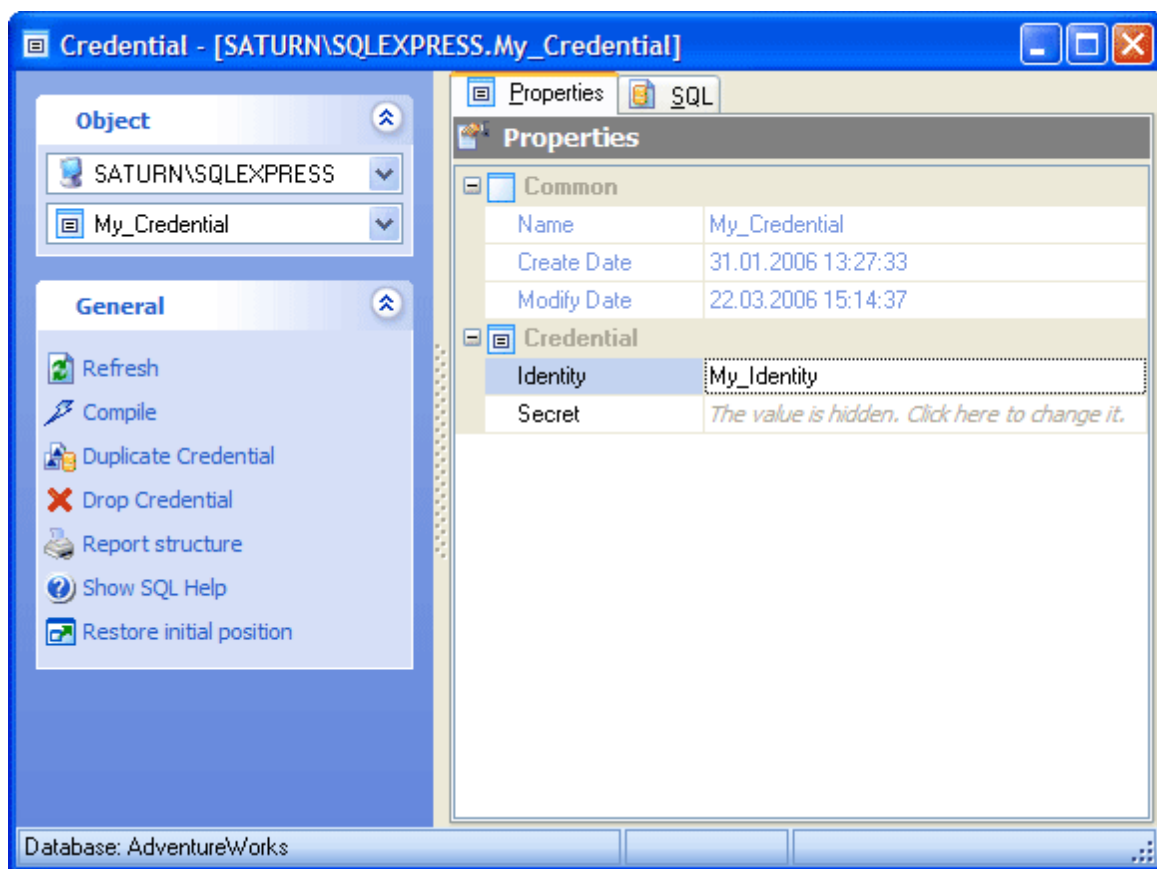 Credential - [SATURN\SQLEXPRESS.My_Credential]
Object
SATURN\SQLEXPRESS
My_Credential
General
Refresh
Compile
Duplicate Credential
Drop Credential
Report structure
Show SQL Help
Restore initial position
Properties SQL
Properties
Common
Name My_Credential
Create Date 31.01.2006 13:27:33
Modify Date 22.03.2006 15:14:37
Credential
Identity My_Identity
Secret The value is hidden. Click here to change it.
Database: AdventureWorks